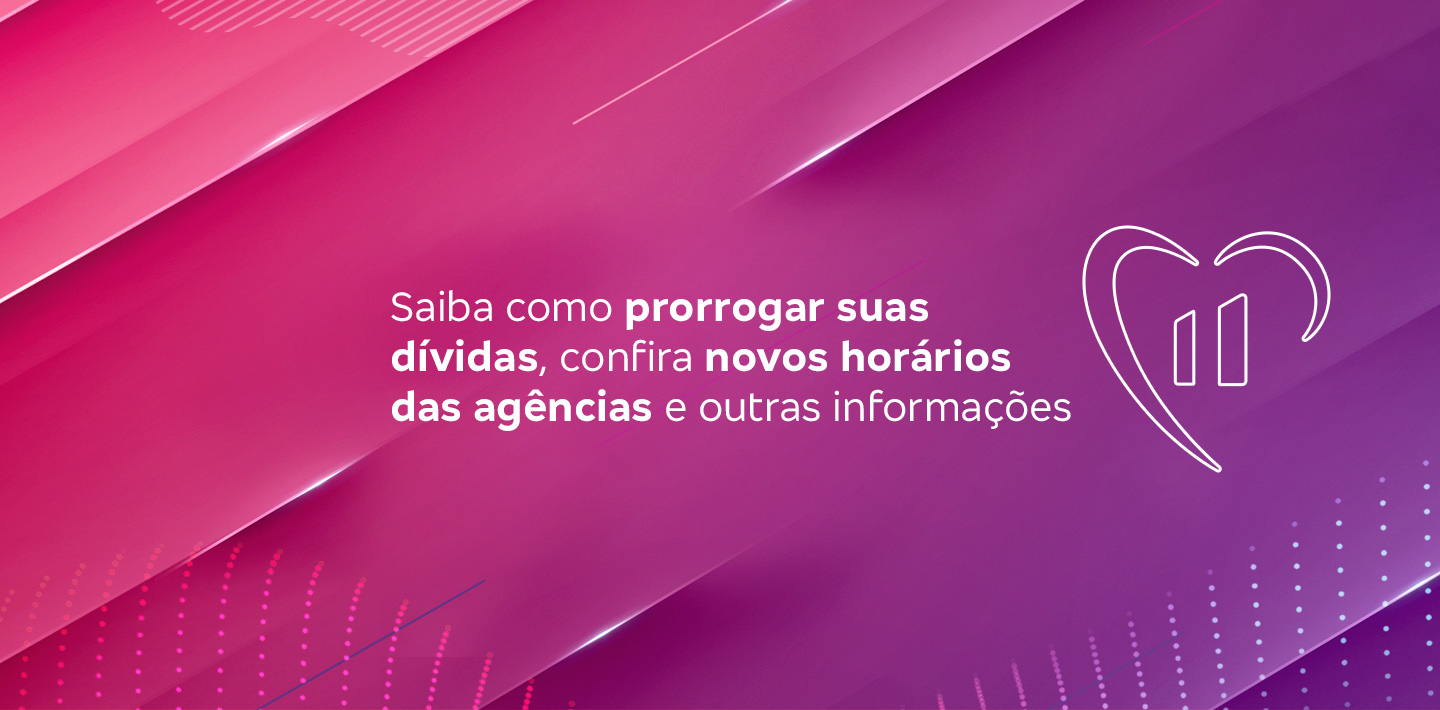 Saiba como prorrogar suas
dívidas, confira novos horários
das agências e outras informações